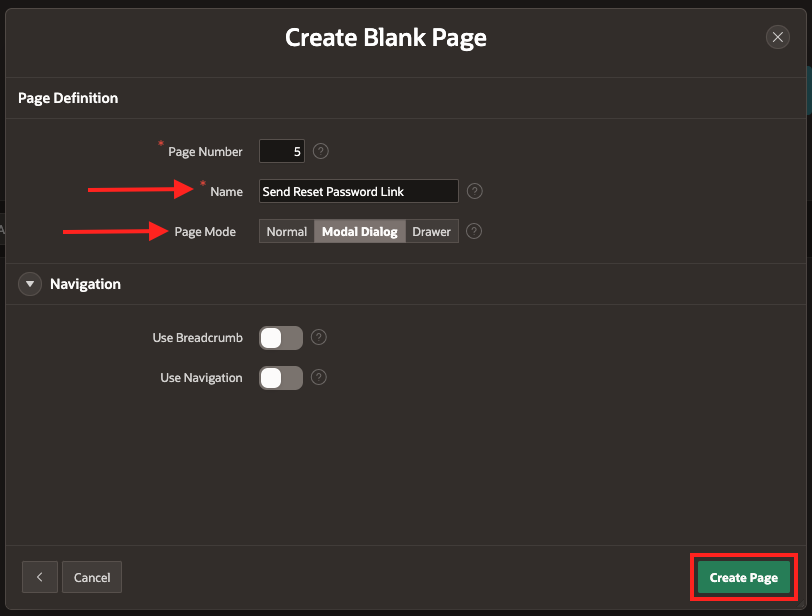 Create Blank Page
Page Definition
* Page Number 5 ?
* Name Send Reset Password Link ?
Page Mode Normal Modal Dialog Drawer ?
Navigation
Use Breadcrumb ?
Use Navigation ?
A
Cancel Create Page